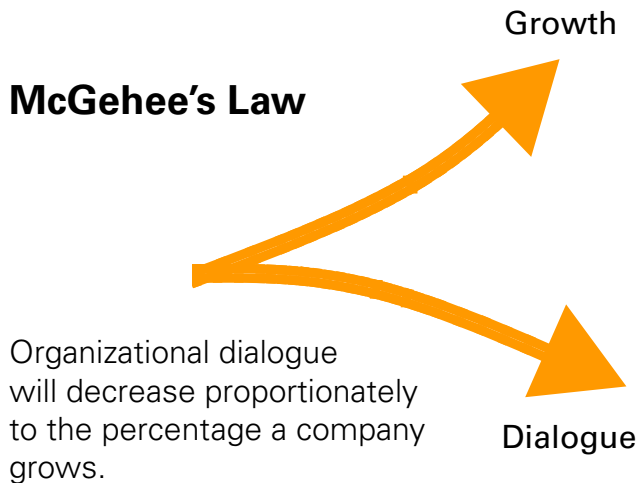 Growth
McGehee's Law
Organizational dialogue
will decrease proportionately
to the percentage a company
grows.
Dialogue